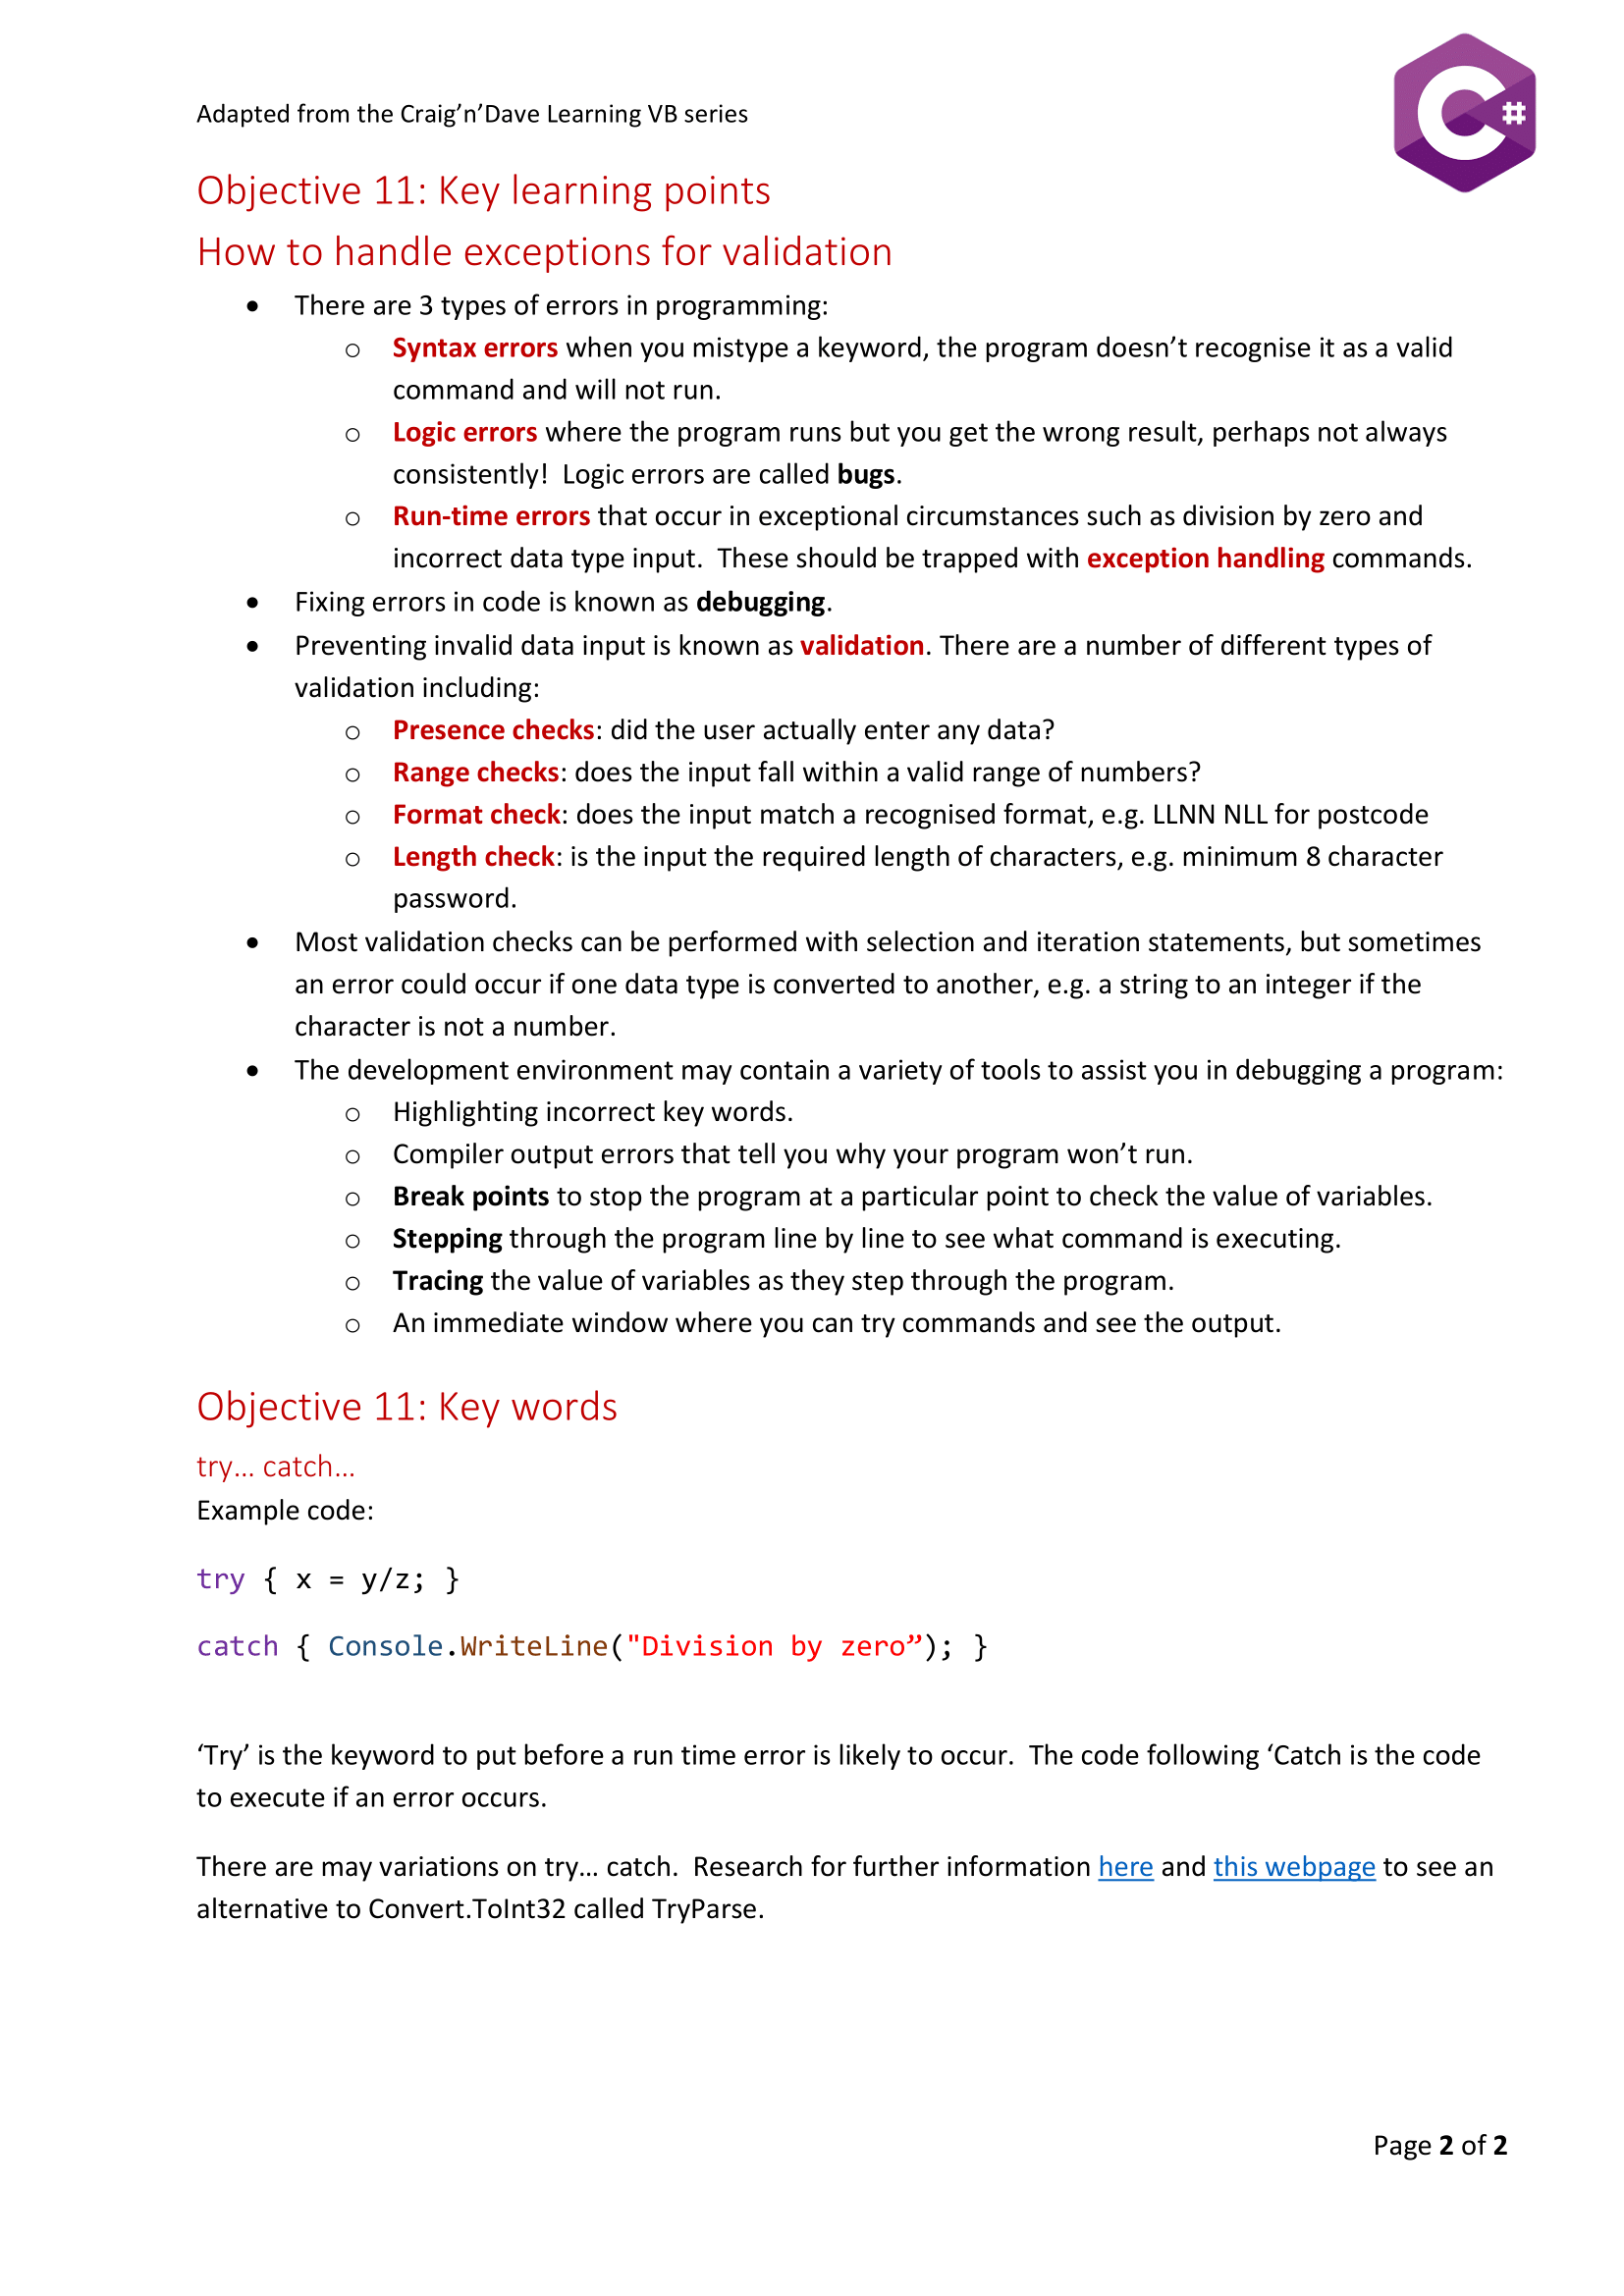 Adapted from the Craig’n’Dave Learning VB series
C#
Objective 11: Key learning points
How to handle exceptions for validation
• There are 3 types of errors in programming:
o Syntax errors when you mistype a keyword, the program doesn’t recognise it as a valid
command and will not run.
o Logic errors where the program runs but you get the wrong result, perhaps not always
consistently!  Logic errors are called bugs.
o Run-time errors that occur in exceptional circumstances such as division by zero and
incorrect data type input.  These should be trapped with exception handling commands.
• Fixing errors in code is known as debugging.
• Preventing invalid data input is known as validation. There are a number of different types of
validation including:
o Presence checks: did the user actually enter any data?
o Range checks: does the input fall within a valid range of numbers?
o Format check: does the input match a recognised format, e.g. LLNN NLL for postcode
o Length check: is the input the required length of characters, e.g. minimum 8 character
password.
• Most validation checks can be performed with selection and iteration statements, but sometimes
an error could occur if one data type is converted to another, e.g. a string to an integer if the
character is not a number.
• The development environment may contain a variety of tools to assist you in debugging a program:
o Highlighting incorrect key words.
o Compiler output errors that tell you why your program won’t run.
o Break points to stop the program at a particular point to check the value of variables.
o Stepping through the program line by line to see what command is executing.
o Tracing the value of variables as they step through the program.
o An immediate window where you can try commands and see the output.
Objective 11: Key words
try… catch…
Example code:
try { x = y/z; }
catch { Console.WriteLine("Division by zero”); }
‘Try’ is the keyword to put before a run time error is likely to occur.  The code following ‘Catch is the code
to execute if an error occurs.
There are may variations on try… catch.  Research for further information here and this webpage to see an
alternative to Convert.ToInt32 called TryParse.
Page 2 of 2